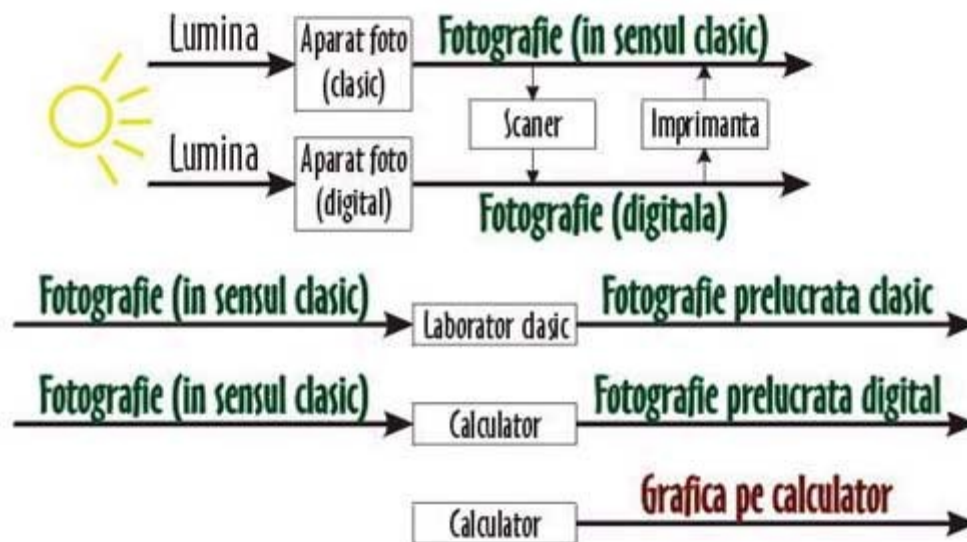 Lumina
Aparat foto
(clasic)
Fotografie (in sensul clasic)
Scaner
Imprimanta
Lumina
Aparat foto
(digital)
Fotografie (digitala)
Fotografie (in sensul clasic)
Laborator clasic
Fotografie prelucrata clasic
Fotografie (in sensul clasic)
Calculator
Fotografie prelucrata digital
Calculator
Grafica pe calculator